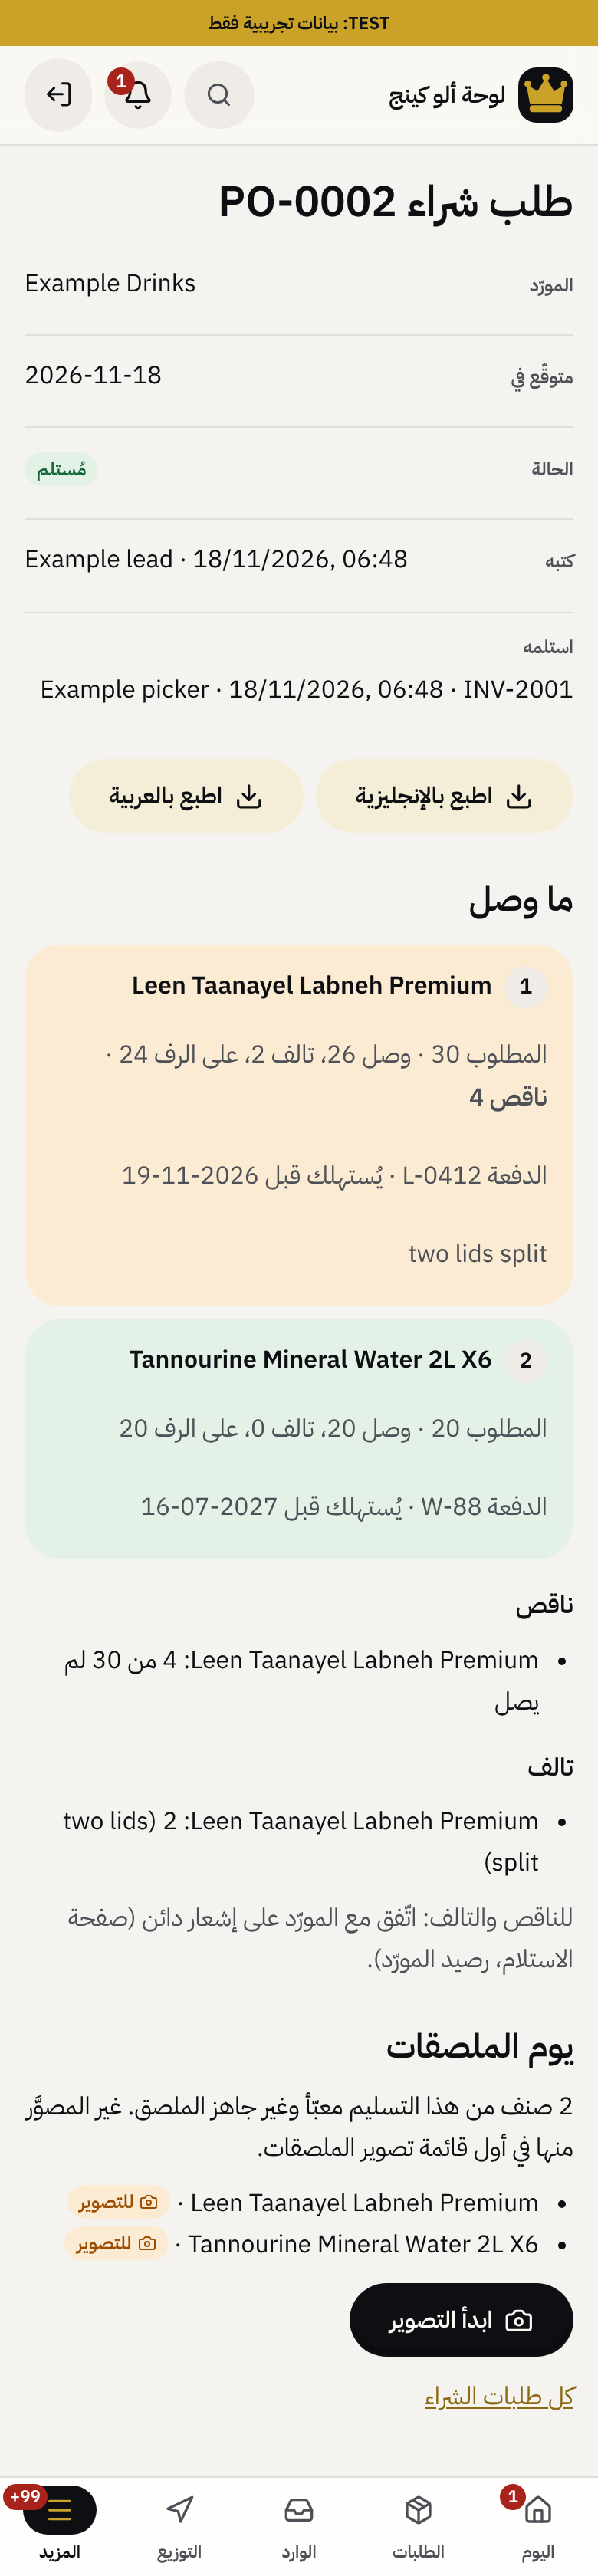 TEST: بيانات تجريبية فقط
لوحة ألو كينج
1
طلب شراء PO-0002
المورّد
Example Drinks
متوقّع في
2026-11-18
الحالة
مُستلم
كتبه
Example lead · 18/11/2026, 06:48
استلمه
Example picker · 18/11/2026, 06:48 · INV-2001
اطبع بالإنجليزية
اطبع بالعربية
ما وصل
1 Leen Taanayel Labneh Premium
المطلوب 30 · وصل 26، تالف 2، على الرف 24 ·
ناقص 4
الدفعة L-0412 · يُستهلك قبل 2026-11-19
two lids split
2 Tannourine Mineral Water 2L X6
المطلوب 20 · وصل 20، تالف 0، على الرف 20
الدفعة W-88 · يُستهلك قبل 2027-07-16
ناقص
• Leen Taanayel Labneh Premium: 4 من 30 لم
يصل
تالف
• Leen Taanayel Labneh Premium: 2 (two lids
split)
للناقص والتالف: اتّفق مع المورّد على إشعار دائن (صفحة
الاستلام، رصيد المورّد).
يوم الملصقات
2 صنف من هذا التسليم معبّأ وغير جاهز الملصق. غير المصوَّر
منها في أول قائمة تصوير الملصقات.
• Leen Taanayel Labneh Premium · للتصوير
• Tannourine Mineral Water 2L X6 · للتصوير
ابدأ التصوير
كل طلبات الشراء
1
اليوم
الطلبات
الوارد
التوزيع
99+
المزيد